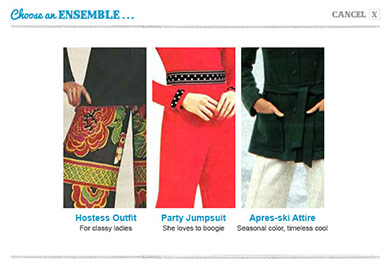 Choose an ENSEMBLE...
CANCEL X
Hostess Outfit
For classy ladies
Party Jumpsuit
She loves to boogie
Apres-ski Attire
Seasonal color, timeless cool